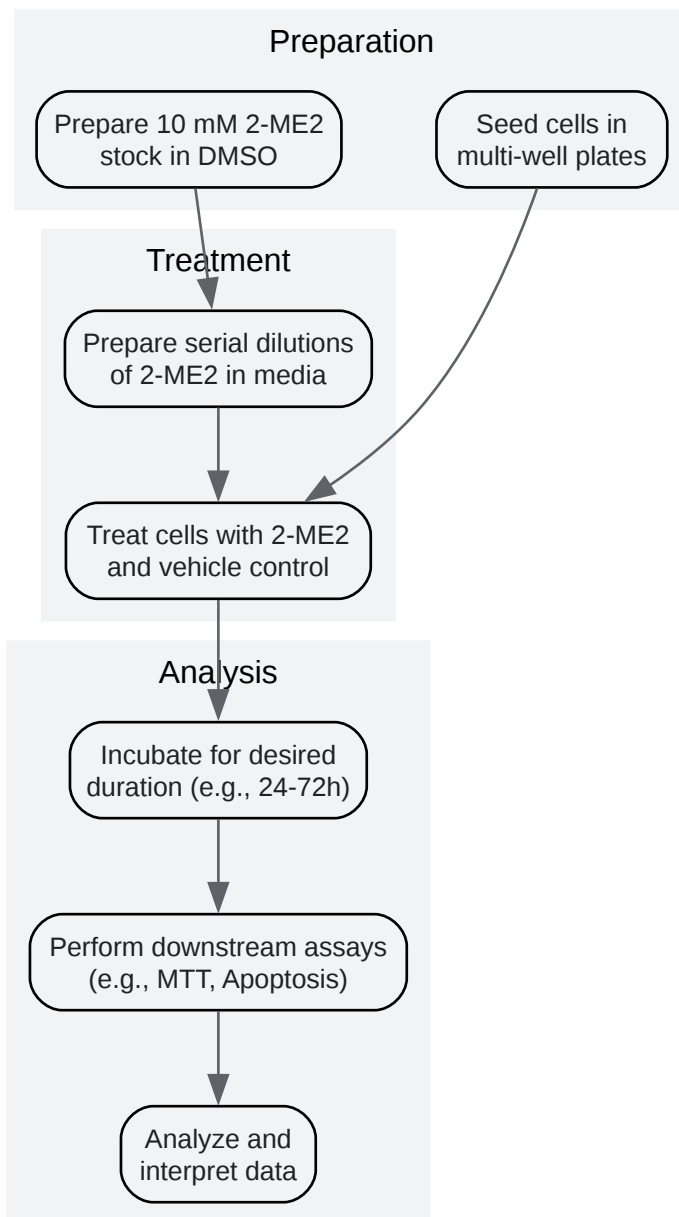 Preparation
Prepare 10 mM 2-ME2
stock in DMSO
Seed cells in
multi-well plates
Treatment
Prepare serial dilutions
of 2-ME2 in media
Treat cells with 2-ME2
and vehicle control
Analysis
Incubate for desired
duration (e.g., 24-72h)
Perform downstream assays
(e.g., MTT, Apoptosis)
Analyze and
interpret data